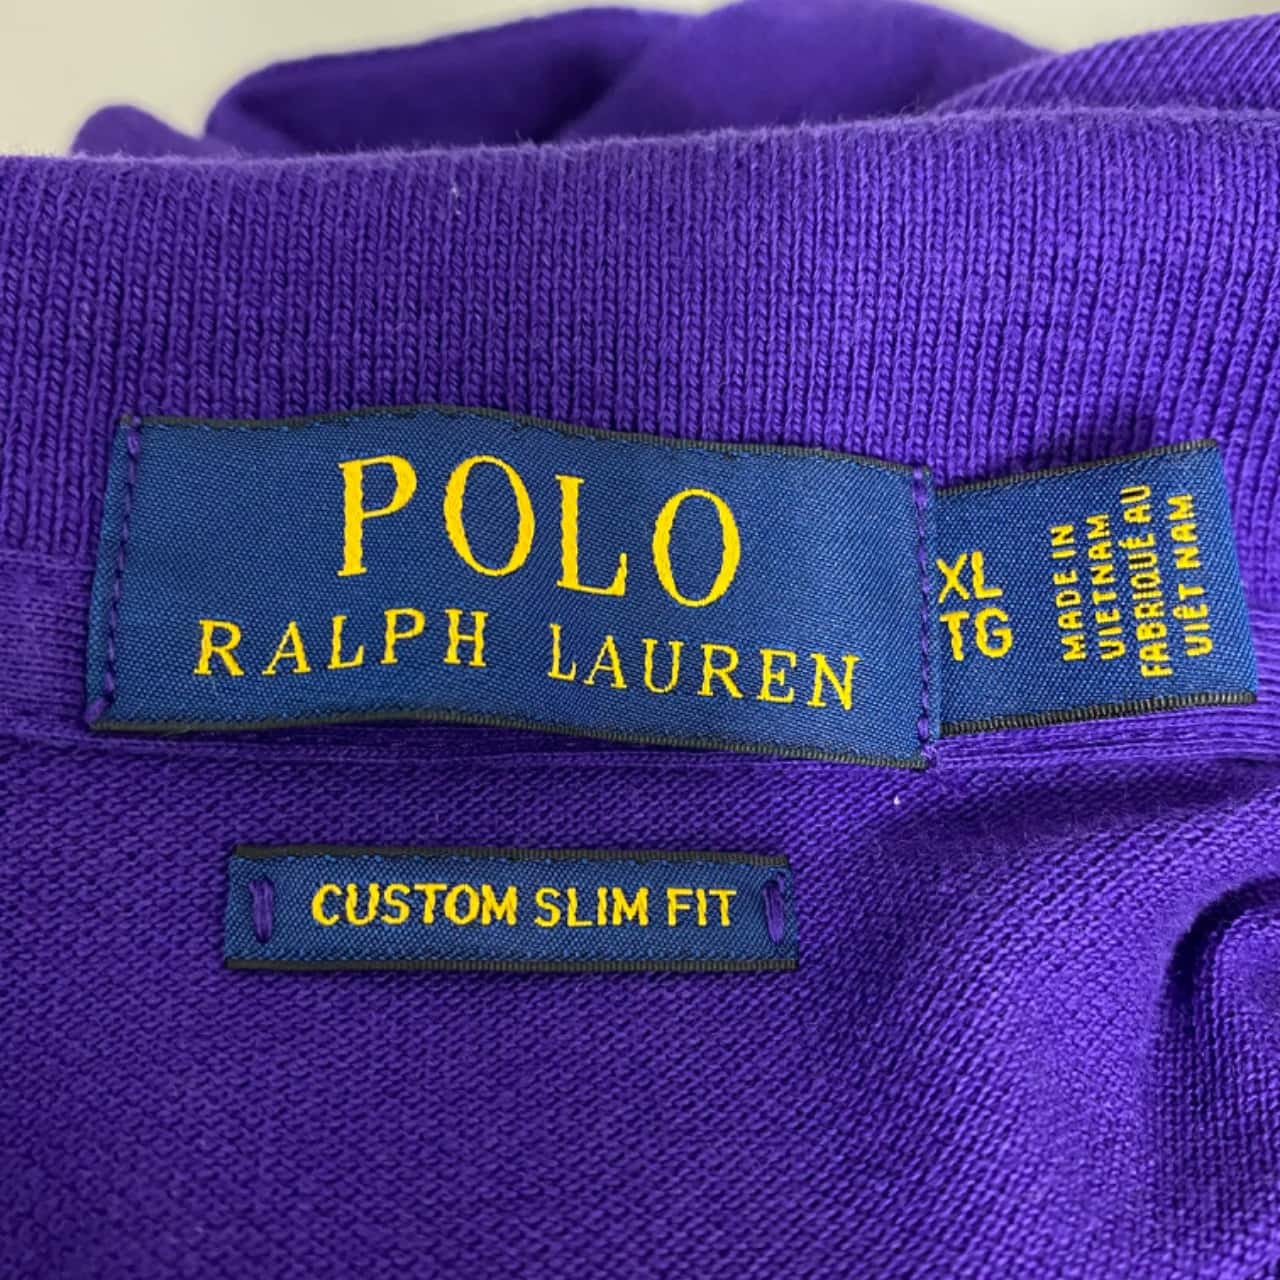 POLO
RALPH LAUREN
XL
TG
MADE IN
VIETNAM
FABRIQUÉ AU
VIÊT NAM
CUSTOM SLIM FIT